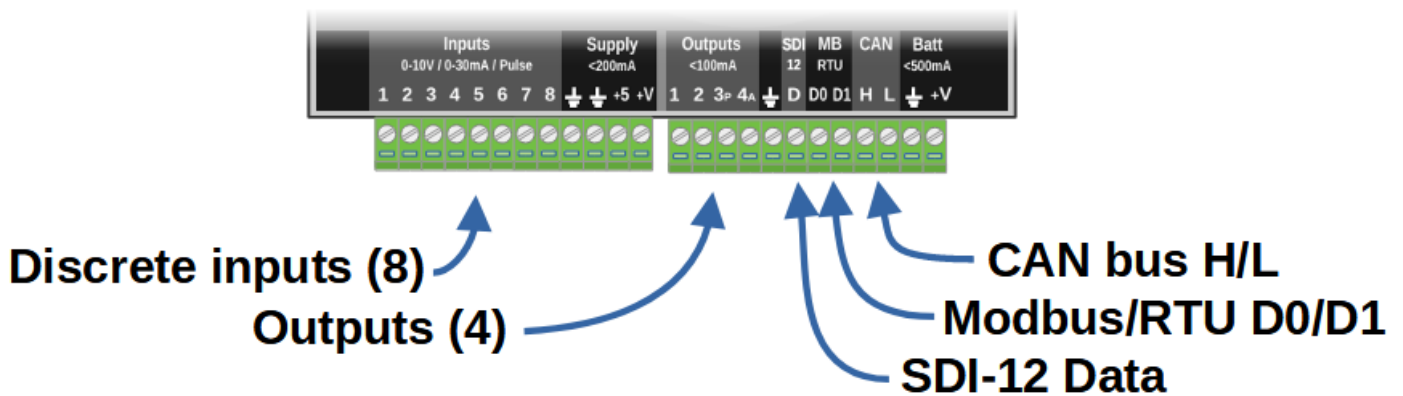 Inputs
0-10V / 0-30mA / Pulse
1 2 3 4 5 6 7 8
Supply
<200mA
+5 +V
Outputs
<100mA
1 2 3P 4A
SDI
12
D
MB
RTU
D0 D1
CAN
H L
Batt
<500mA
+V
Discrete inputs (8)
Outputs (4)
CAN bus H/L
Modbus/RTU D0/D1
SDI-12 Data